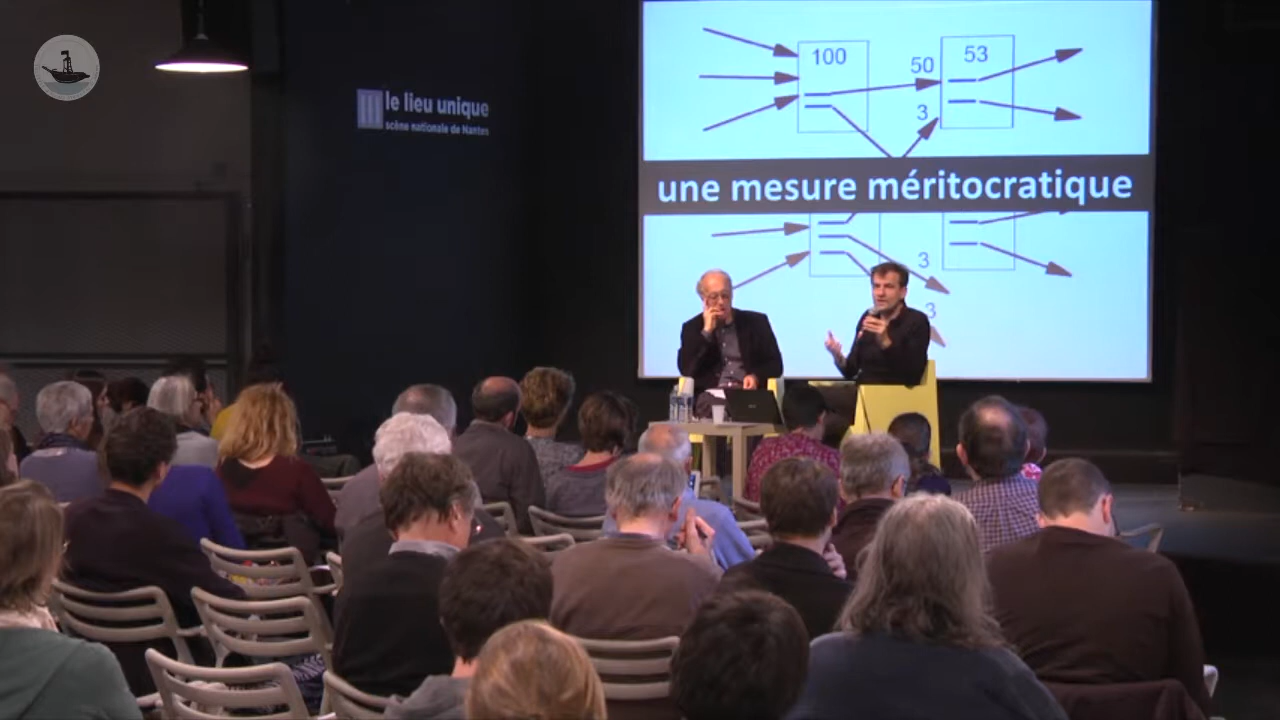 100
50
53
3
une mesure méritocratique
3
3
le lieu unique
scène nationale de Nantes